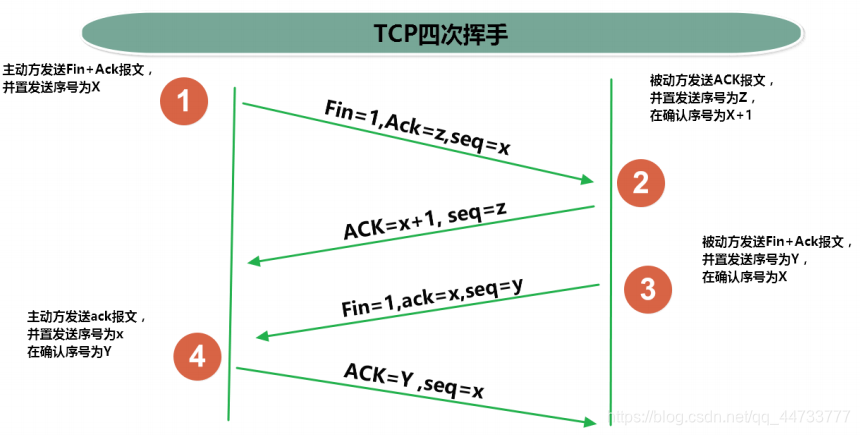 TCP四次挥手
主动方发送Fin+Ack报文，
并置发送序号为X
1
Fin=1,Ack=z,seq=x
被动方发送ACK报文，
并置发送序号为Z，
在确认序号为X+1
2
ACK=x+1, seq=z
被动方发送Fin+Ack报文，
并置发送序号为Y，
在确认序号为X
3
Fin=1,ack=x,seq=y
主动方发送ack报文，
并置发送序号为x
在确认序号为Y
4
ACK=Y ,seq=x
https://blog.csdn.net/qq_44733777